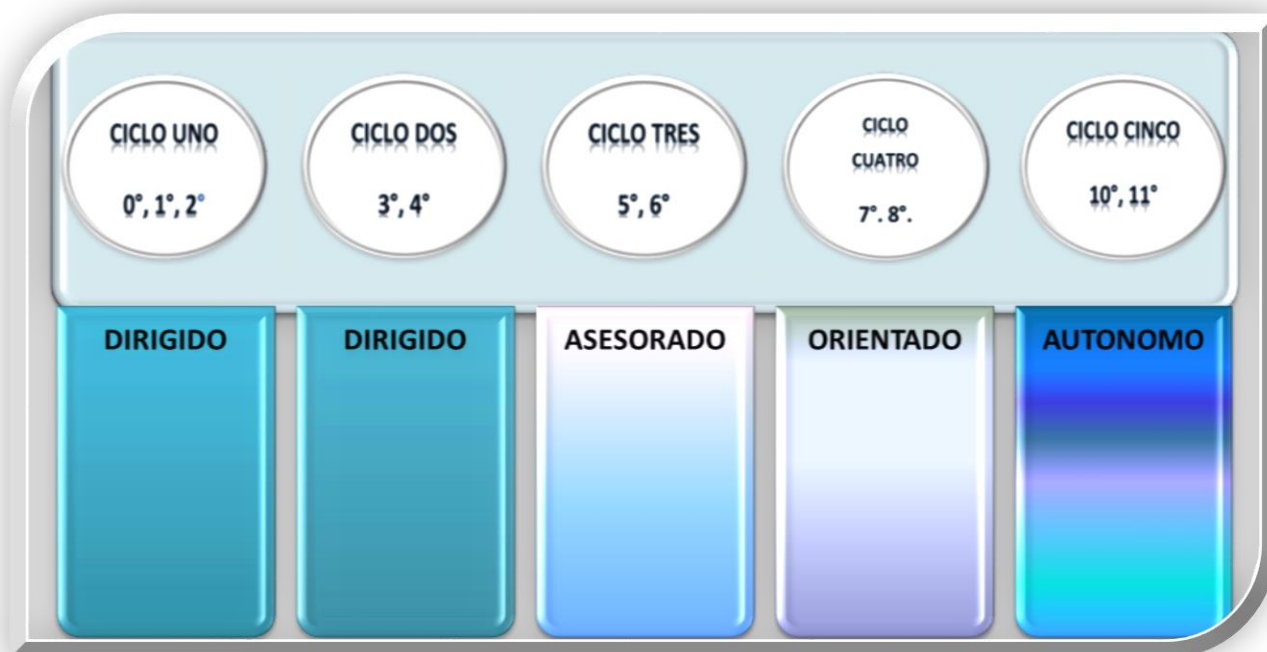 CICLO UNO
0°, 1°, 2°
CICLO DOS
3°, 4°
CICLO TRES
5°, 6°
CICLO
CUATRO
7°. 8°.
CICLO CINCO
10°, 11°
DIRIGIDO
DIRIGIDO
ASESORADO
ORIENTADO
AUTONOMO